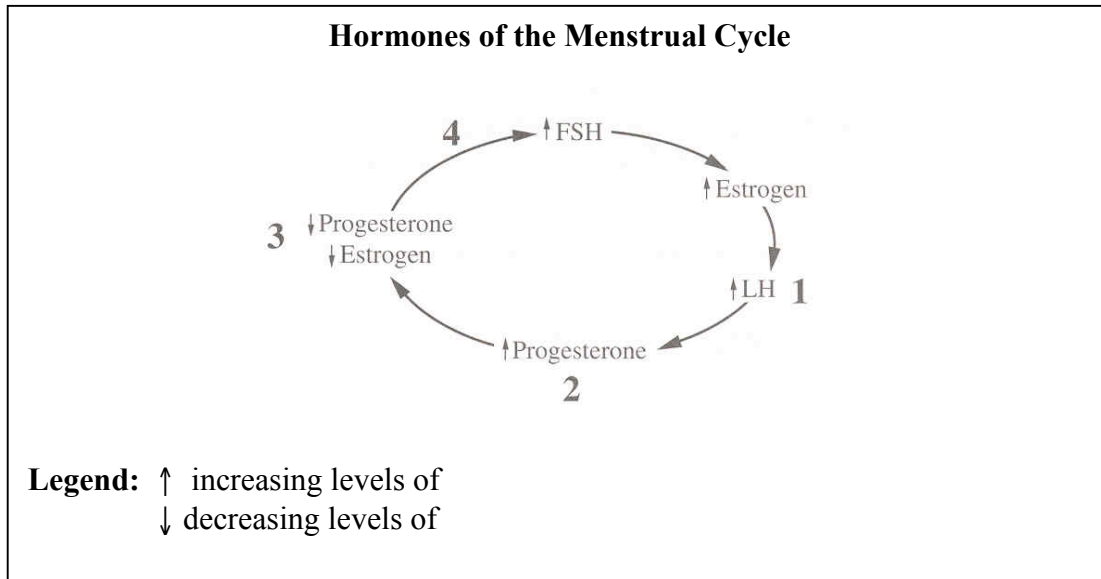 Hormones of the Menstrual Cycle
4
↑FSH
↑Estrogen
3
↓Progesterone
↓Estrogen
↑LH 1
↑Progesterone
2
Legend: ↑ increasing levels of
↓ decreasing levels of